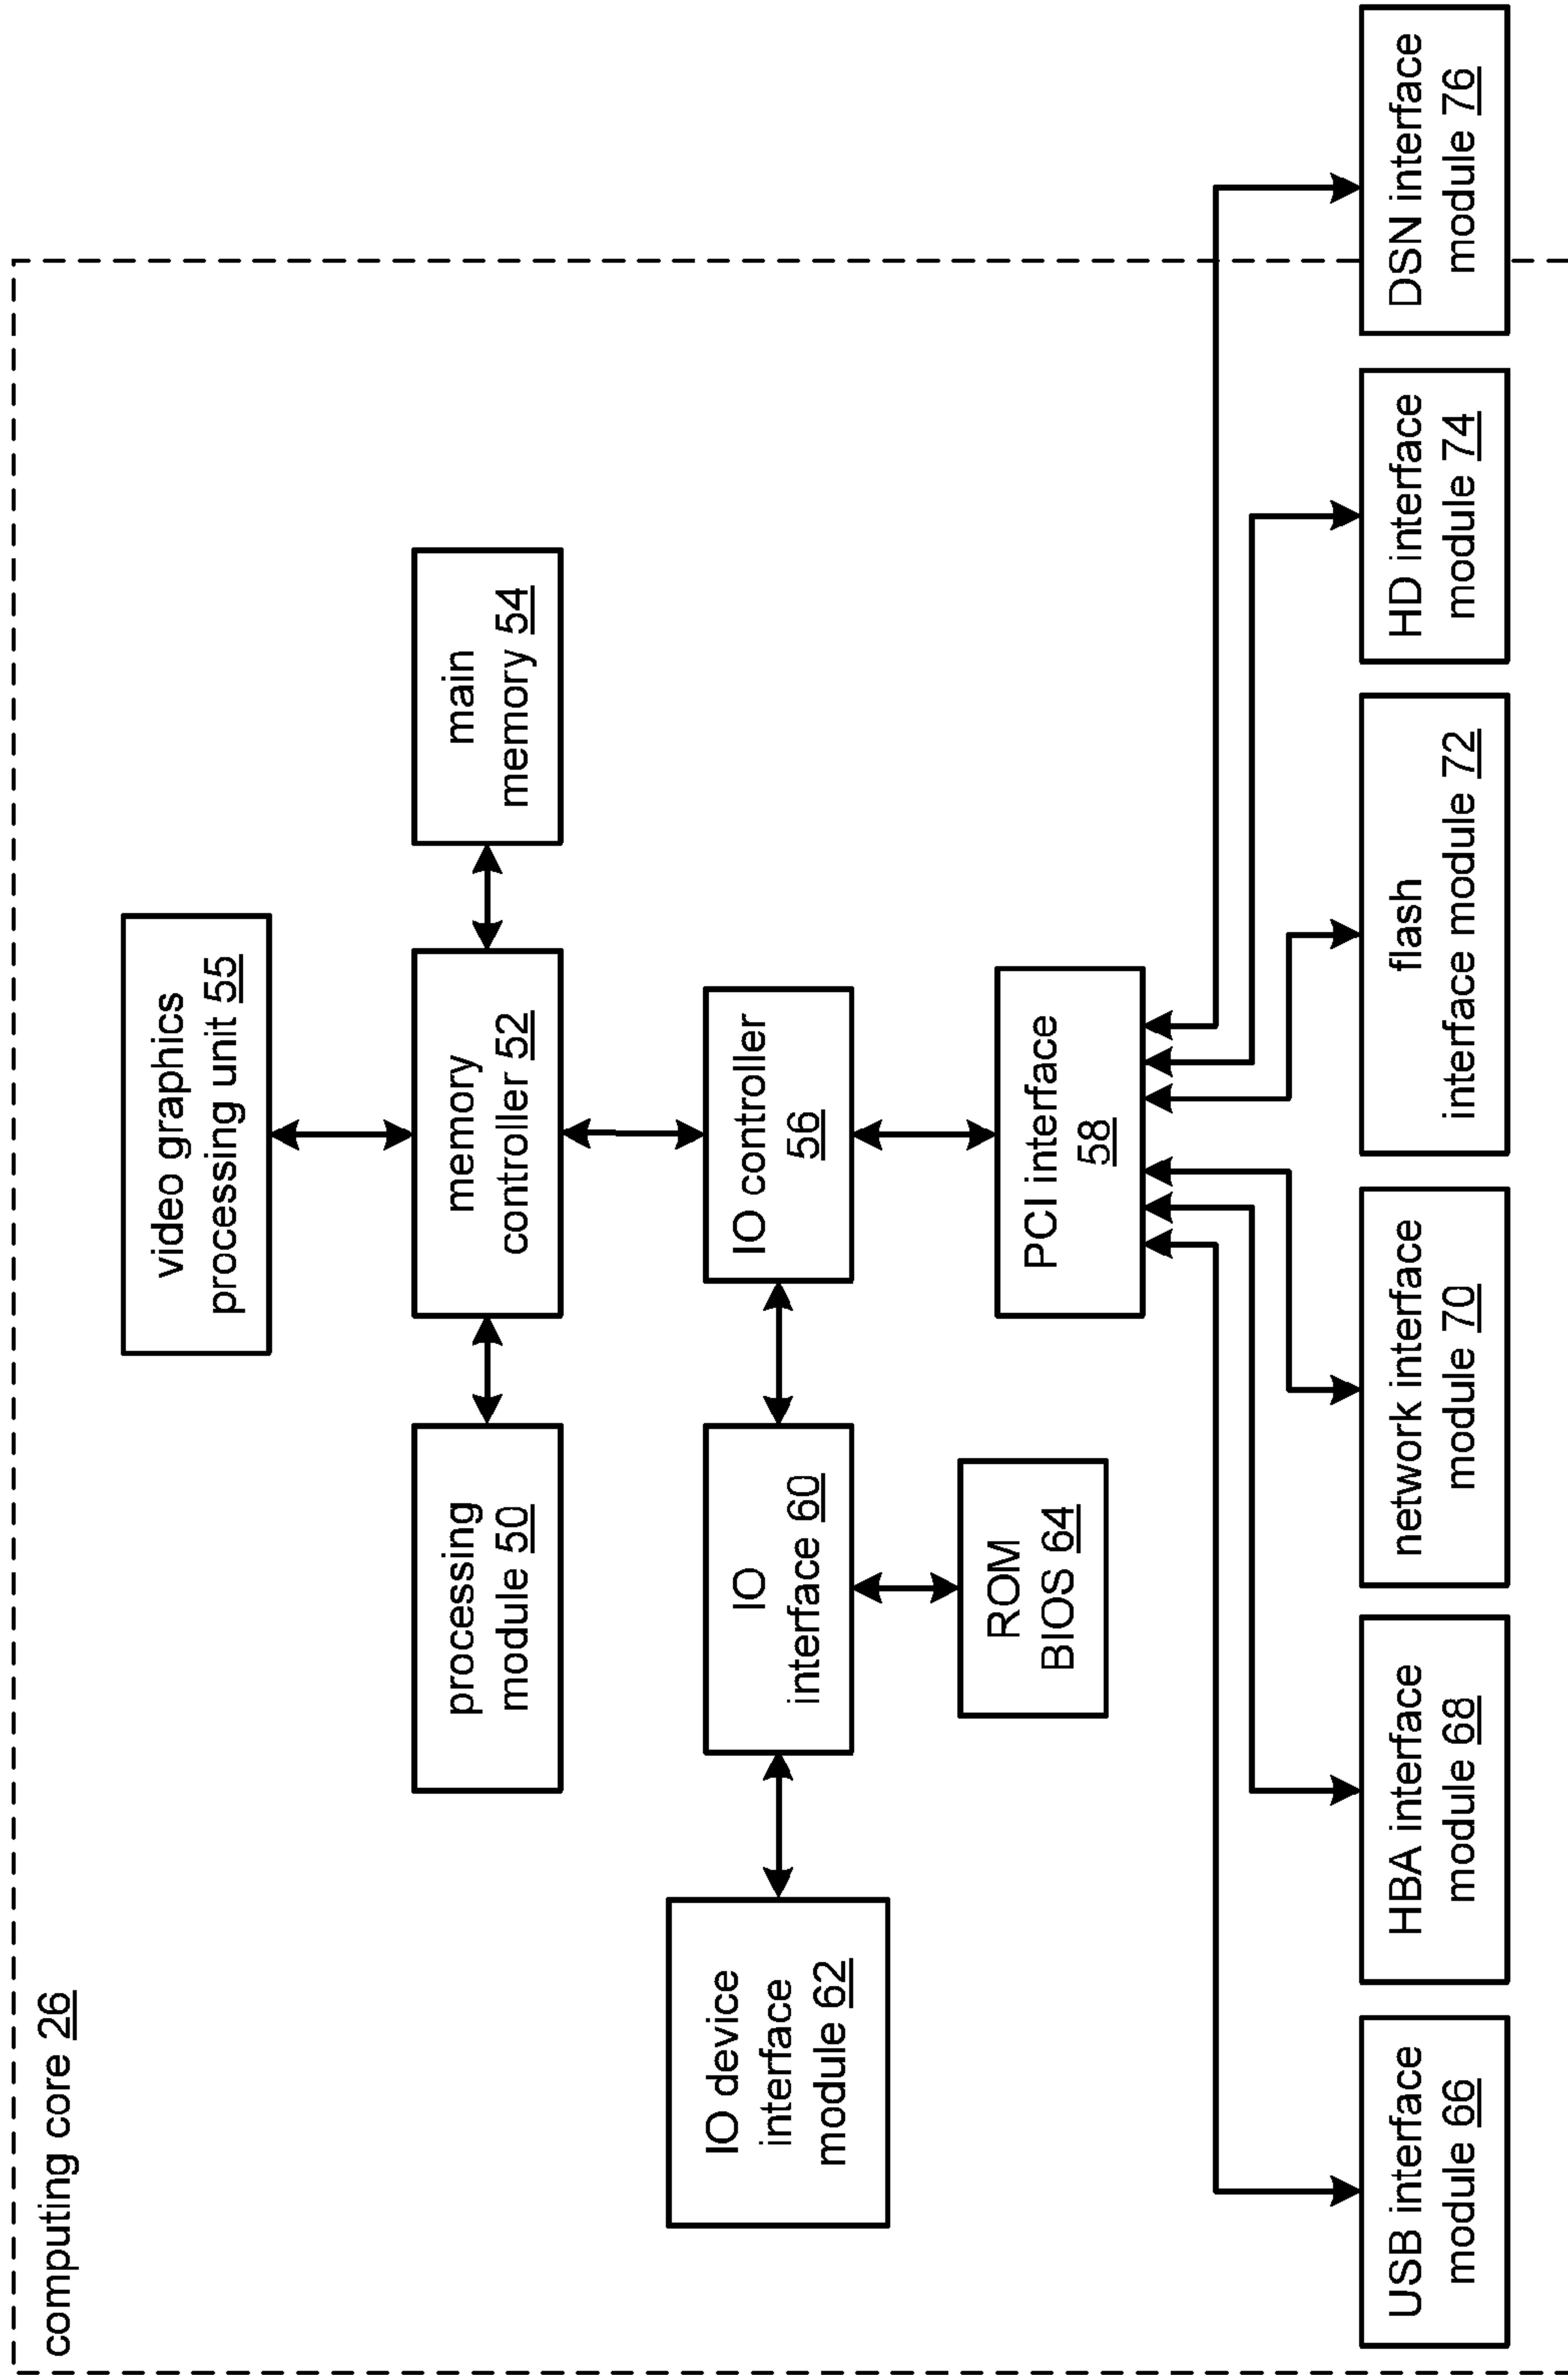 computing core 26
video graphics
processing unit 55
processing
module 50
memory
controller 52
main
memory 54
IO device
interface
module 62
IO
interface 60
IO controller
56
ROM
BIOS 64
PCI interface
58
USB interface
module 66
HBA interface
module 68
network interface
module 70
flash
interface module 72
HD interface
module 74
DSN interface
module 76